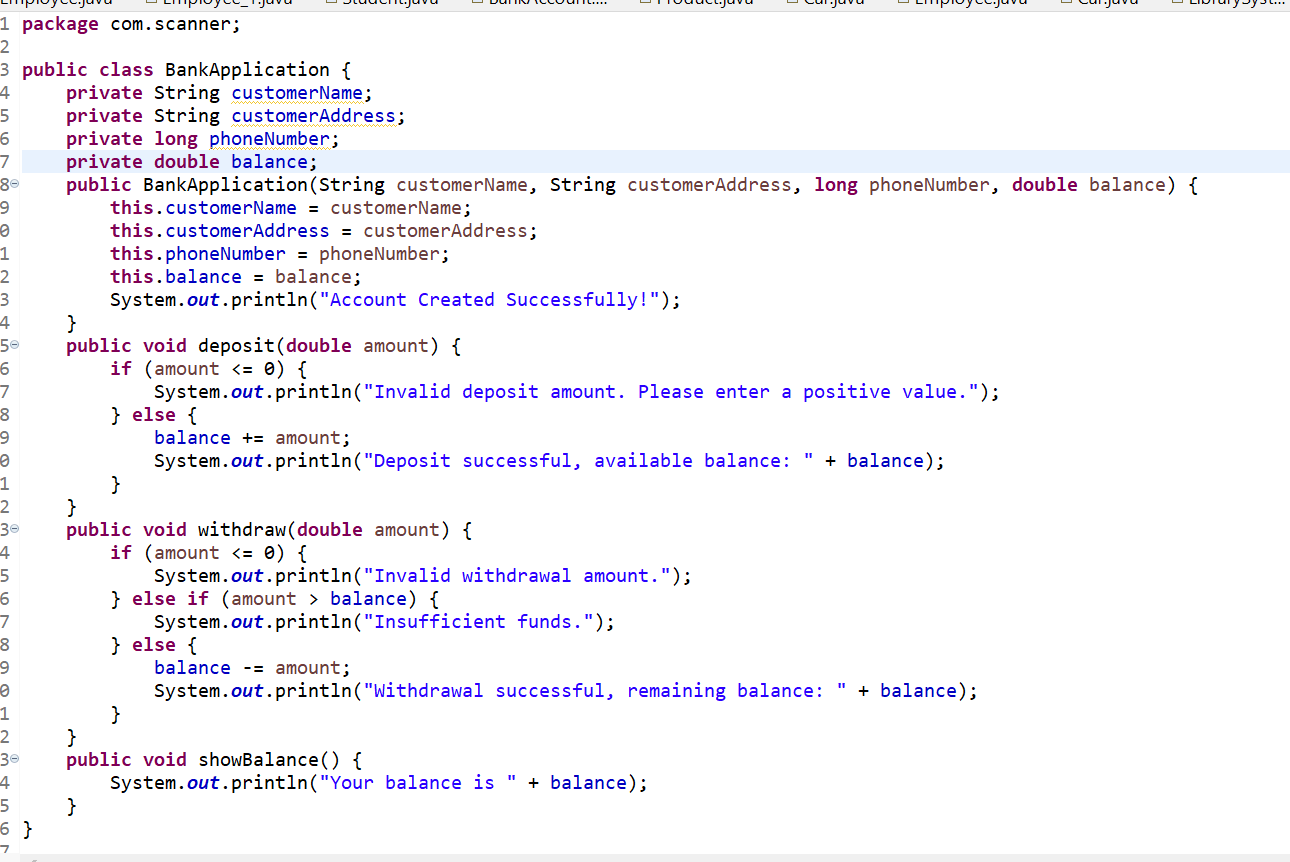 Employee.java Employee_1.java Student.java BankAccount.... Product.java Car.java Employee.java Car.java LibrarySyst...
1 package com.scanner;
2
3 public class BankApplication {
4     private String customerName;
5     private String customerAddress;
6     private long phoneNumber;
7     private double balance;
8     public BankApplication(String customerName, String customerAddress, long phoneNumber, double balance) {
9         this.customerName = customerName;
0         this.customerAddress = customerAddress;
1         this.phoneNumber = phoneNumber;
2         this.balance = balance;
3         System.out.println("Account Created Successfully!");
4     }
5     public void deposit(double amount) {
6         if (amount <= 0) {
7             System.out.println("Invalid deposit amount. Please enter a positive value.");
8         } else {
9             balance += amount;
0             System.out.println("Deposit successful, available balance: " + balance);
1         }
2     }
3     public void withdraw(double amount) {
4         if (amount <= 0) {
5             System.out.println("Invalid withdrawal amount.");
6         } else if (amount > balance) {
7             System.out.println("Insufficient funds.");
8         } else {
9             balance -= amount;
0             System.out.println("Withdrawal successful, remaining balance: " + balance);
1         }
2     }
3     public void showBalance() {
4         System.out.println("Your balance is " + balance);
5     }
6 }
7